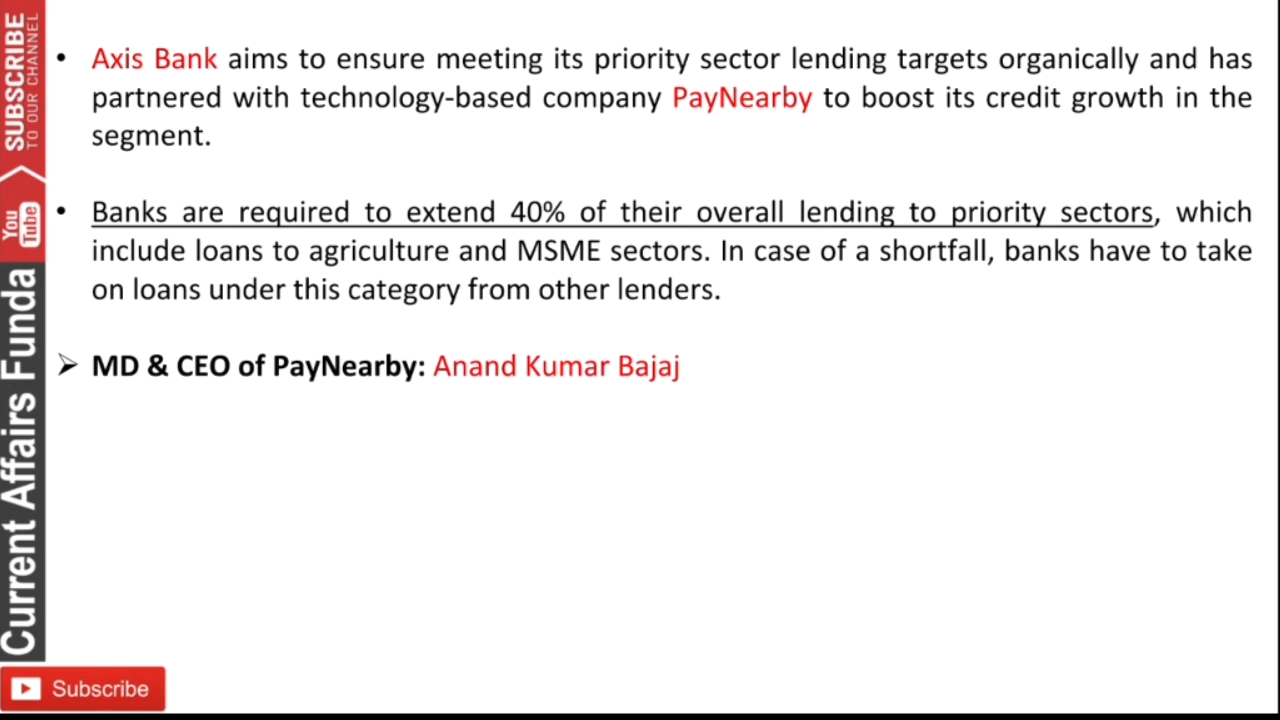 • Axis Bank aims to ensure meeting its priority sector lending targets organically and has
partnered with technology-based company PayNearby to boost its credit growth in the
segment.
• Banks are required to extend 40% of their overall lending to priority sectors, which
include loans to agriculture and MSME sectors. In case of a shortfall, banks have to take
on loans under this category from other lenders.
➢ MD & CEO of PayNearby: Anand Kumar Bajaj
SUBSCRIBE
TO OUR CHANNEL
You
Tube
Current Affairs Funda
Subscribe